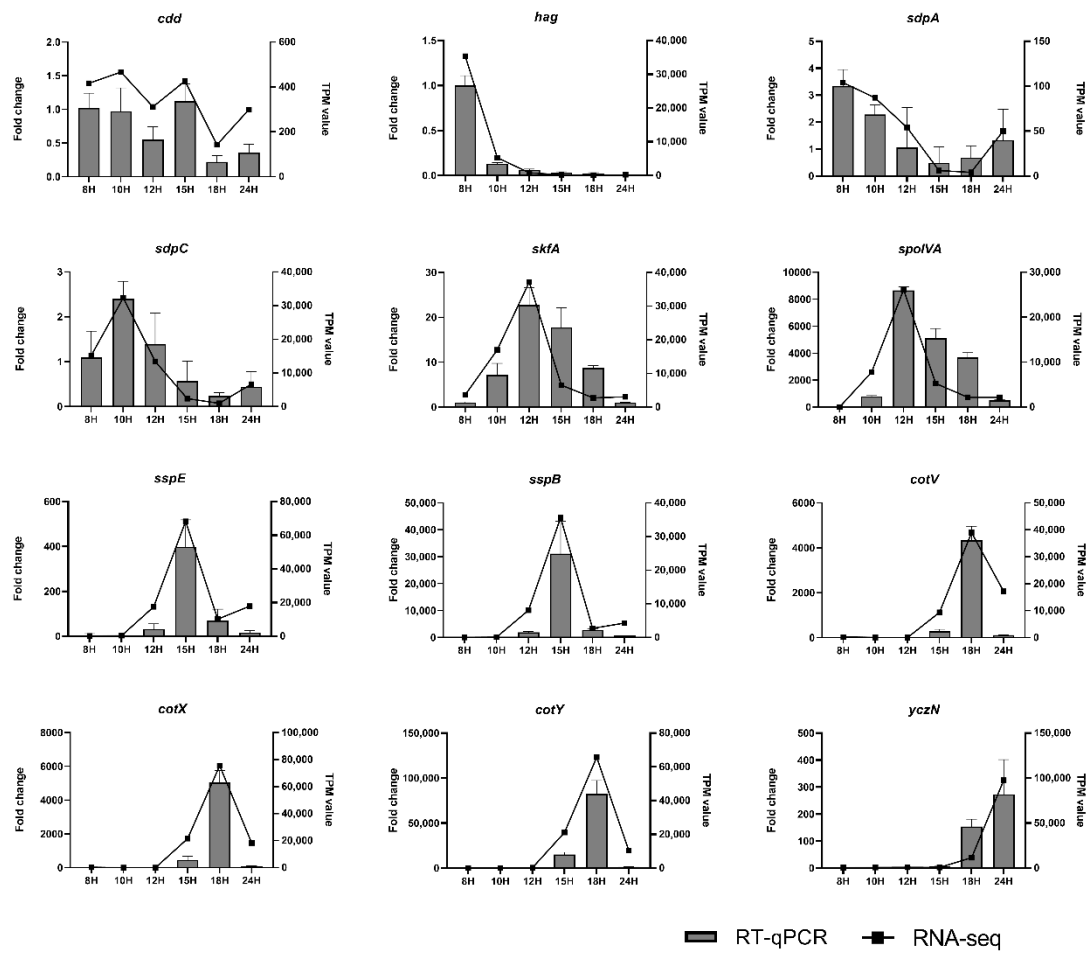 cdd
2.0
1.5
1.0
0.5
0.0
Fold change
600
400
200
0
TPM value
8H 10H 12H 15H 18H 24H
hag
1.5
1.0
0.5
0.0
Fold change
40,000
30,000
20,000
10,000
0
TPM value
8H 10H 12H 15H 18H 24H
sdpA
5
4
3
2
1
0
Fold change
150
100
50
0
TPM value
8H 10H 12H 15H 18H 24H
sdpC
3
2
1
0
Fold change
40,000
30,000
20,000
10,000
0
TPM value
8H 10H 12H 15H 18H 24H
skfA
30
20
10
0
Fold change
40,000
30,000
20,000
10,000
0
TPM value
8H 10H 12H 15H 18H 24H
spoIVA
10000
8000
6000
4000
2000
0
Fold change
30,000
20,000
10,000
0
TPM value
8H 10H 12H 15H 18H 24H
sspE
600
400
200
0
Fold change
80,000
60,000
40,000
20,000
0
TPM value
8H 10H 12H 15H 18H 24H
sspB
50,000
40,000
30,000
20,000
10,000
0
Fold change
40,000
30,000
20,000
10,000
0
TPM value
8H 10H 12H 15H 18H 24H
cotV
6000
4000
2000
0
Fold change
50,000
40,000
30,000
20,000
10,000
0
TPM value
8H 10H 12H 15H 18H 24H
cotX
8000
6000
4000
2000
0
Fold change
100,000
80,000
60,000
40,000
20,000
0
TPM value
8H 10H 12H 15H 18H 24H
cotY
150,000
100,000
50,000
0
Fold change
80,000
60,000
40,000
20,000
0
TPM value
8H 10H 12H 15H 18H 24H
yczN
500
400
300
200
100
0
Fold change
150,000
100,000
50,000
0
TPM value
8H 10H 12H 15H 18H 24H
RT-qPCR RNA-seq